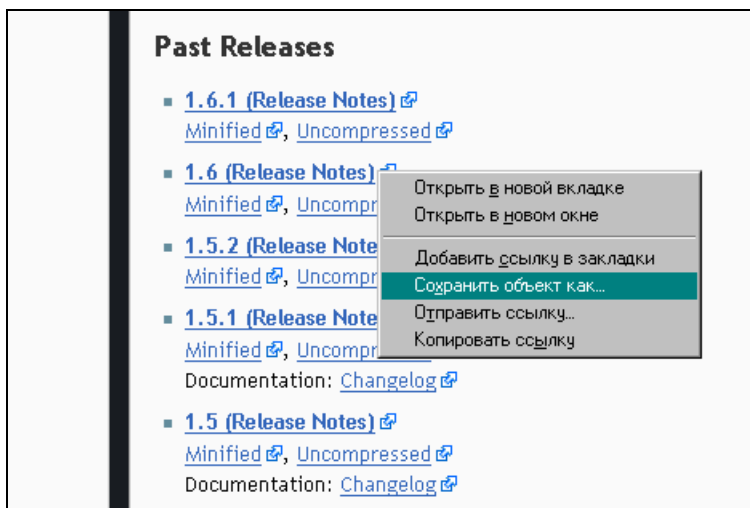 Past Releases
1.6.1 (Release Notes)
Minified, Uncompressed
1.6 (Release Notes)
Minified, Uncompr
1.5.2 (Release Note
Minified, Uncompr
1.5.1 (Release Note
Minified, Uncompr
Documentation: Changelog
1.5 (Release Notes)
Minified, Uncompressed
Documentation: Changelog
Открыть в новой вкладке
Открыть в новом окне
Добавить ссылку в закладки
Сохранить объект как...
Отправить ссылку...
Копировать ссылку